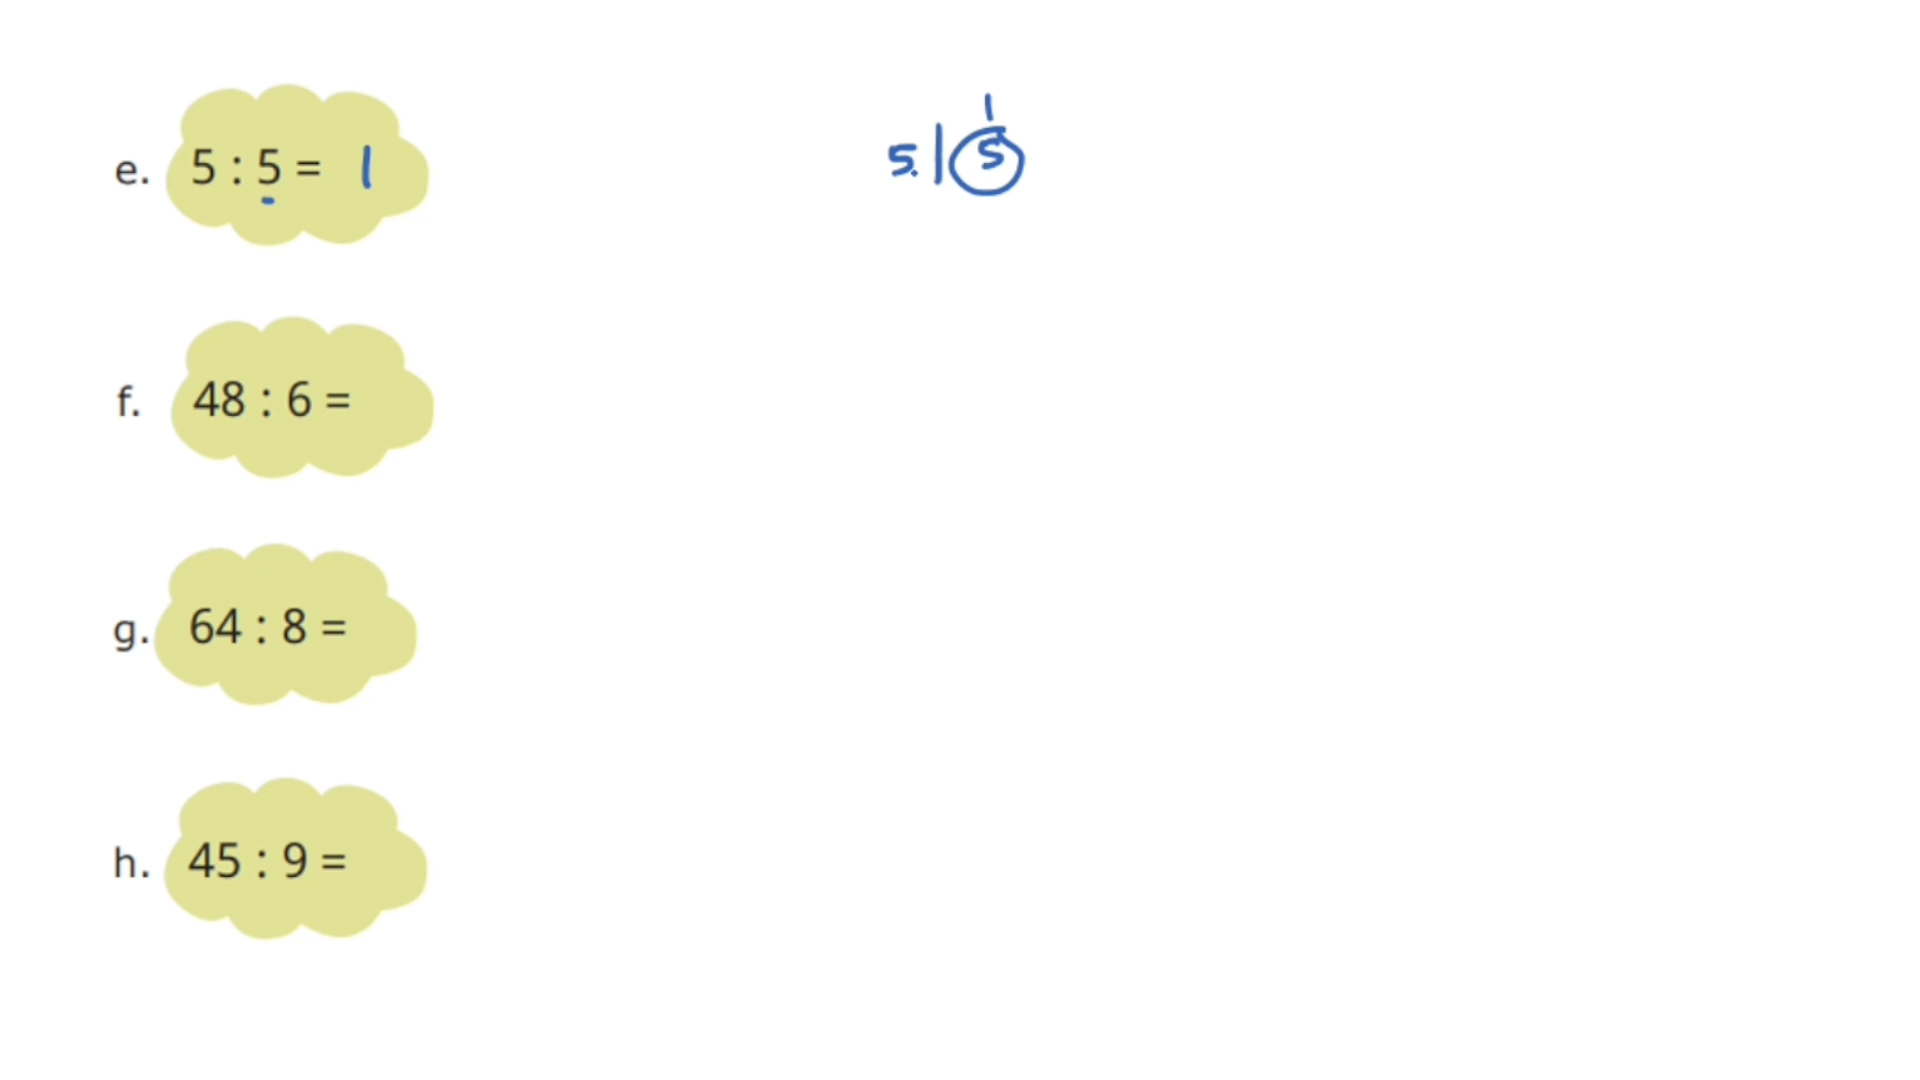 e. 5 : 5 = 1
1
5. | 5
f. 48 : 6 =
g. 64 : 8 =
h. 45 : 9 =